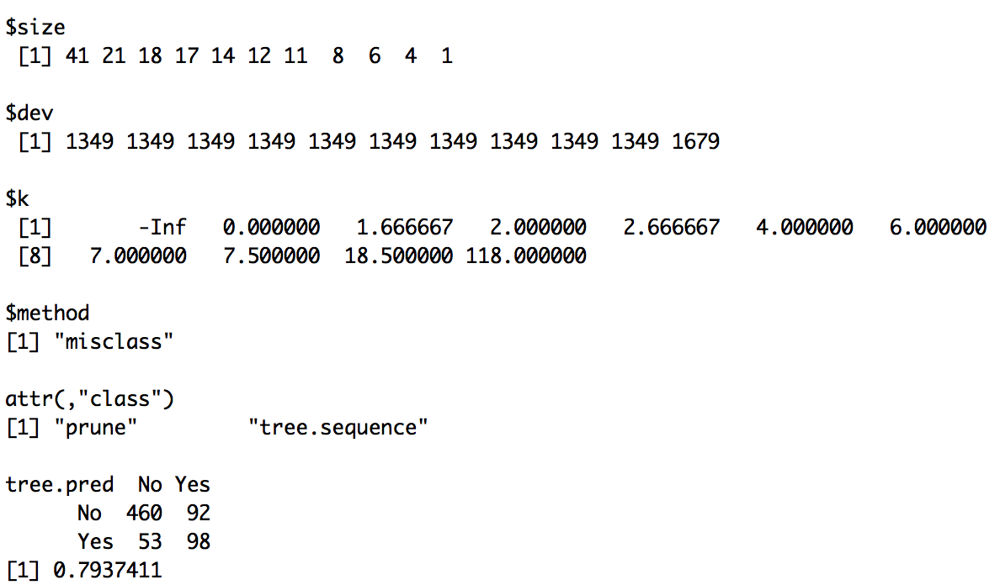 $size
 [1] 41 21 18 17 14 12 11  8  6  4  1

$dev
 [1] 1349 1349 1349 1349 1349 1349 1349 1349 1349 1349 1679

$k
 [1]       -Inf   0.000000   1.666667   2.000000   2.666667   4.000000   6.000000
 [8]   7.000000   7.500000  18.500000 118.000000

$method
[1] "misclass"

attr(,"class")
[1] "prune"         "tree.sequence"

tree.pred  No Yes
      No  460  92
      Yes  53  98
[1] 0.7937411